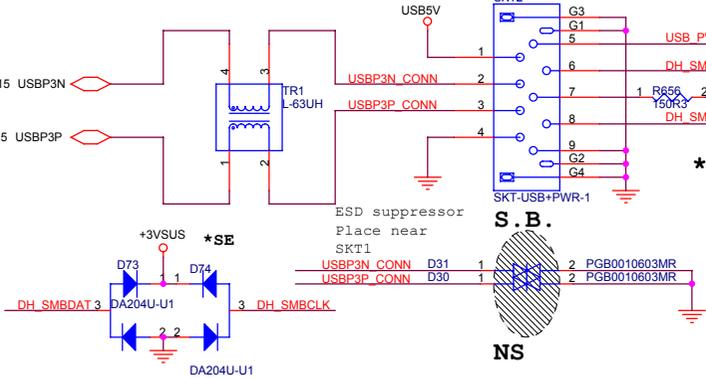 USB5V
G3
G1
1
5
USB_P
15 USBP3N
4
3
TR1
L-63UH
USBP3N_CONN
2
6
DH_SM
USBP3P_CONN
3
7
1
R656
150R3
2
5 USBP3P
1
2
4
8
DH_SM
9
G2
G4
*
SKT-USB+PWR-1
ESD suppressor
Place near
SKT1
S.B.
+3VSUS
*SE
D73
1
1
D74
USBP3N_CONN
D31
1
2
PGB0010603MR
USBP3P_CONN
D30
1
2
PGB0010603MR
DH_SMBDAT
3
DA204U-U1
3
DH_SMBCLK
2
2
NS
DA204U-U1